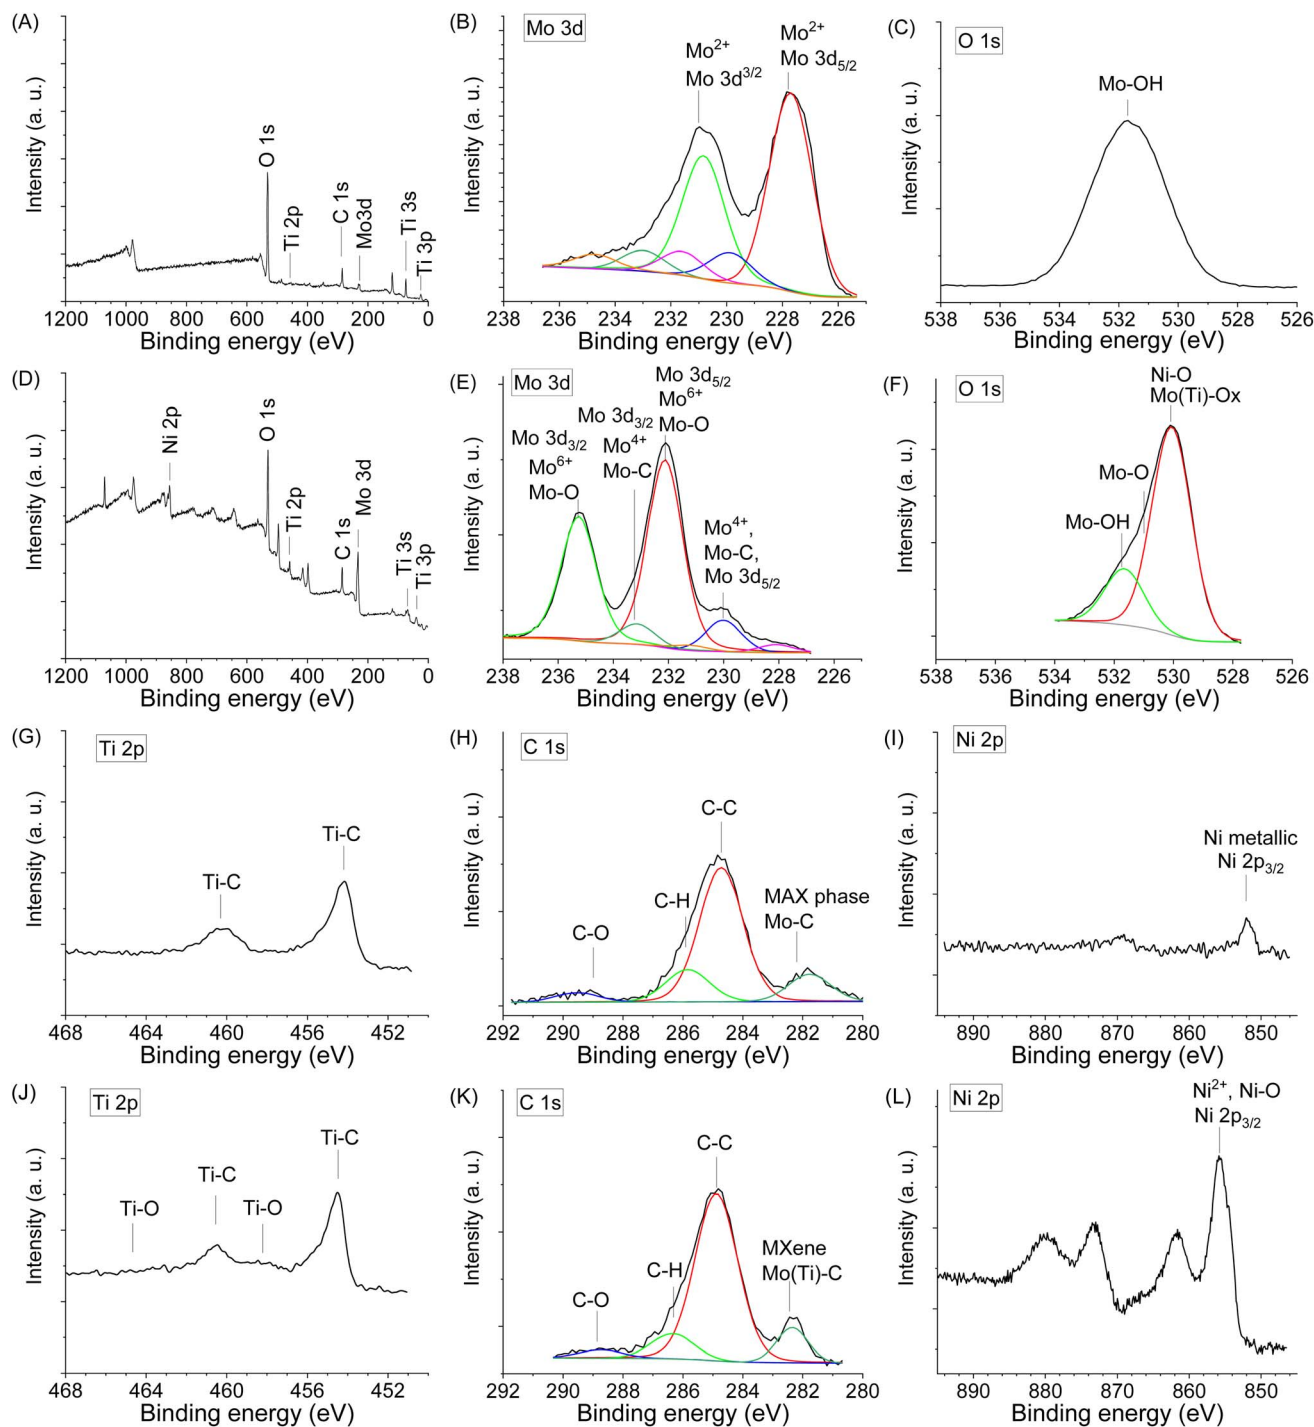 (A)
Intensity (a. u.)
O 1s
Ti 2p
C 1s
Mo3d
Ti 3s
Ti 3p
1200 1000 800 600 400 200 0
Binding energy (eV)
(B)
Mo 3d
Intensity (a. u.)
Mo²⁺
Mo 3d³/²
Mo²⁺
Mo 3d₅/₂
238 236 234 232 230 228 226
Binding energy (eV)
(C)
O 1s
Intensity (a. u.)
Mo-OH
538 536 534 532 530 528 526
Binding energy (eV)
(D)
Intensity (a. u.)
Ni 2p
O 1s
Ti 2p
C 1s
Mo 3d
Ti 3s
Ti 3p
1200 1000 800 600 400 200 0
Binding energy (eV)
(E)
Mo 3d
Intensity (a. u.)
Mo 3d₃/₂
Mo⁶⁺
Mo-O
Mo 3d₃/₂
Mo⁴⁺
Mo-C
Mo 3d₅/₂
Mo⁶⁺
Mo-O
Mo⁴⁺,
Mo-C,
Mo 3d₅/₂
238 236 234 232 230 228 226
Binding energy (eV)
(F)
O 1s
Intensity (a. u.)
Ni-O
Mo(Ti)-Ox
Mo-O
Mo-OH
538 536 534 532 530 528 526
Binding energy (eV)
(G)
Ti 2p
Intensity (a. u.)
Ti-C
Ti-C
468 464 460 456 452
Binding energy (eV)
(H)
C 1s
Intensity (a. u.)
C-C
C-H
C-O
MAX phase
Mo-C
292 290 288 286 284 282 280
Binding energy (eV)
(I)
Ni 2p
Intensity (a. u.)
Ni metallic
Ni 2p₃/₂
890 880 870 860 850
Binding energy (eV)
(J)
Ti 2p
Intensity (a. u.)
Ti-O
Ti-C
Ti-O
Ti-C
468 464 460 456 452
Binding energy (eV)
(K)
C 1s
Intensity (a. u.)
C-C
C-H
C-O
MXene
Mo(Ti)-C
292 290 288 286 284 282 280
Binding energy (eV)
(L)
Ni 2p
Intensity (a. u.)
Ni²⁺, Ni-O
Ni 2p₃/₂
890 880 870 860 850
Binding energy (eV)